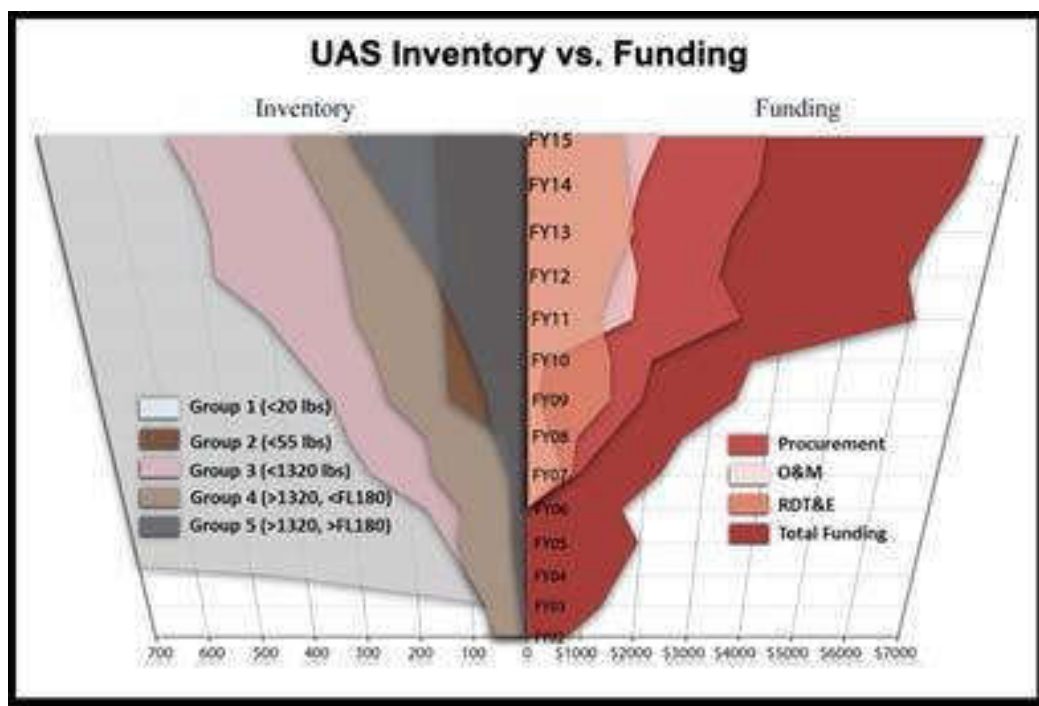 UAS Inventory vs. Funding
Inventory
Funding
FY15
FY14
FY13
FY12
FY11
FY10
FY09
FY08
FY07
FY06
FY05
FY04
FY03
FY02
Group 1 (<20 lbs)
Group 2 (<55 lbs)
Group 3 (<1320 lbs)
Group 4 (>1320, <FL180)
Group 5 (>1320, >FL180)
Procurement
O&M
RDT&E
Total Funding
700 600 500 400 300 200 100 0 $1000 $2000 $3000 $4000 $5000 $6000 $7000